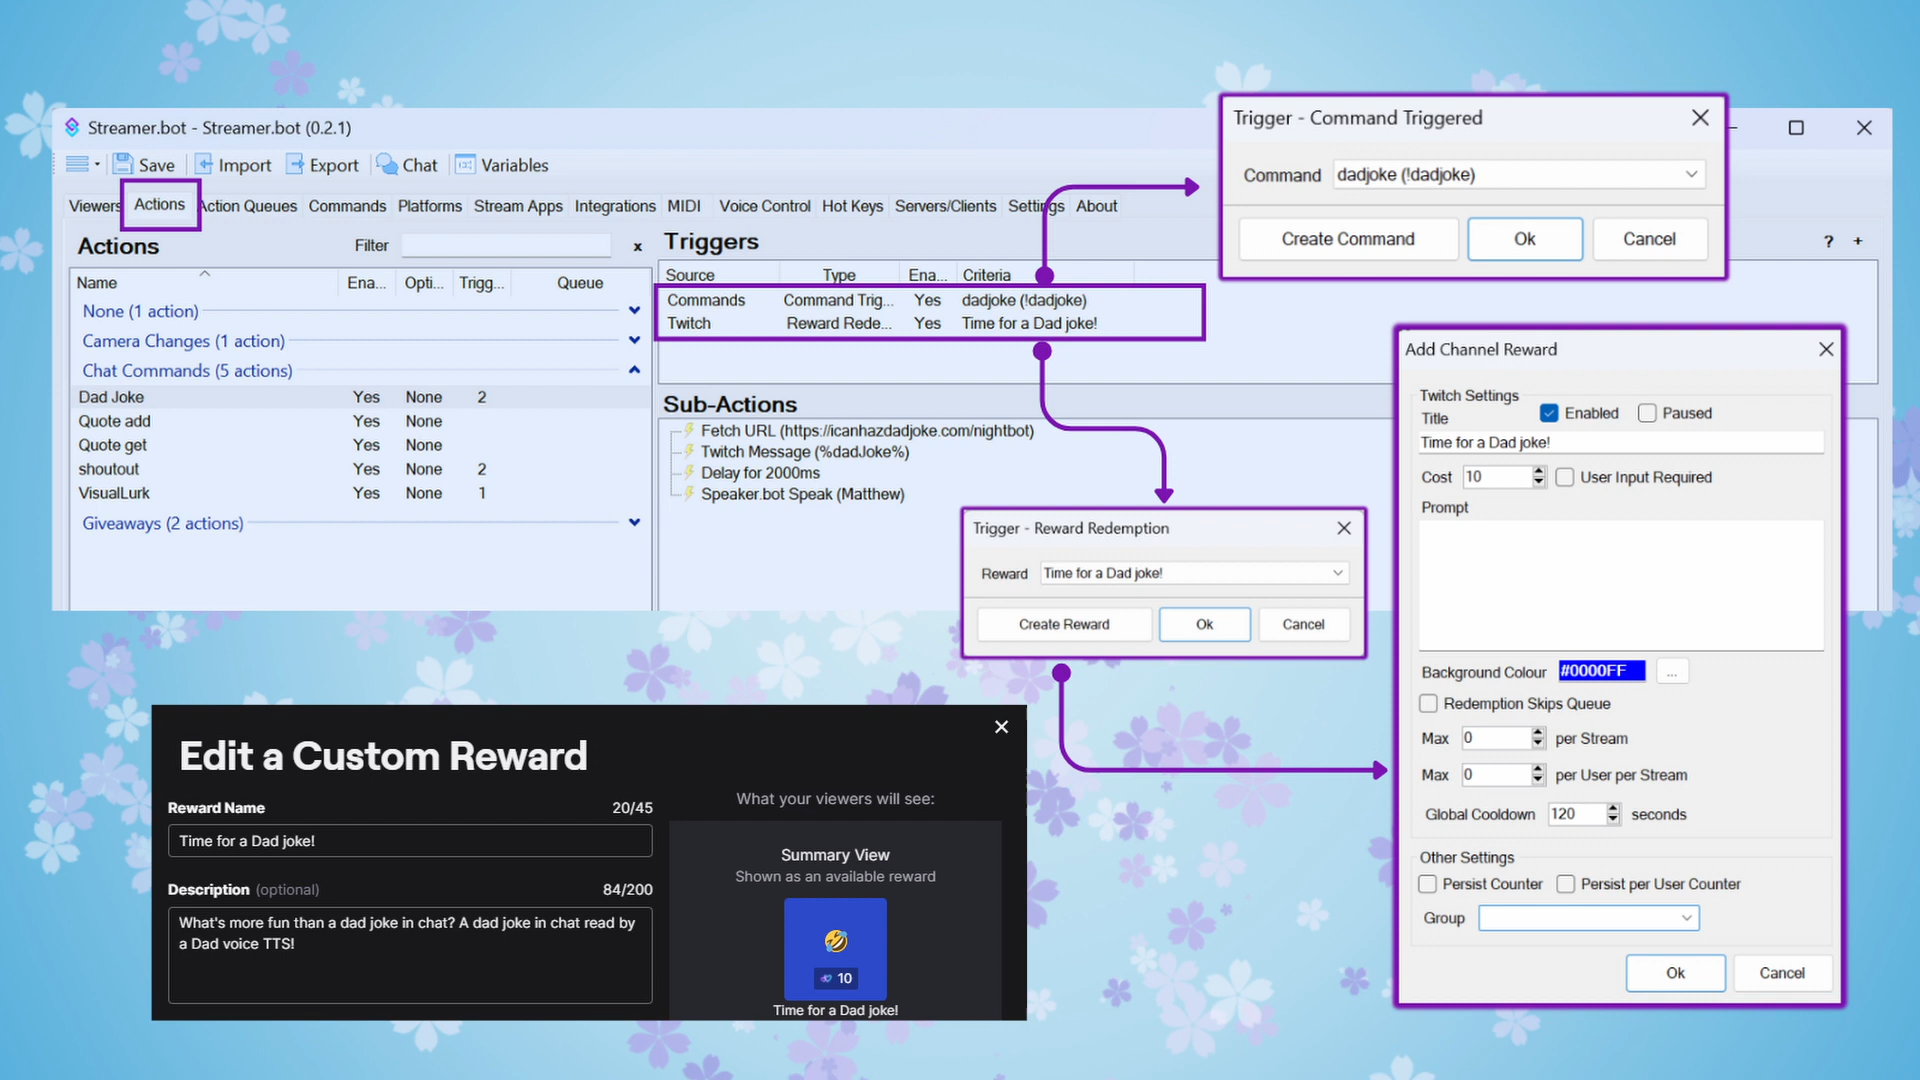 Streamer.bot - Streamer.bot (0.2.1)
Save Import Export Chat Variables
Viewers Actions Action Queues Commands Platforms Stream Apps Integrations MIDI Voice Control Hot Keys Servers/Clients Settings About
Actions
Filter
x
Name Ena... Opti... Trigg... Queue
None (1 action)
Camera Changes (1 action)
Chat Commands (5 actions)
Dad Joke Yes None 2
Quote add Yes None
Quote get Yes None
shoutout Yes None 2
VisualLurk Yes None 1
Giveaways (2 actions)
Triggers
? +
Source Type Ena... Criteria
Commands Command Trig... Yes dadjoke (!dadjoke)
Twitch Reward Rede... Yes Time for a Dad joke!
Sub-Actions
Fetch URL (https://icanhazdadjoke.com/nightbot)
Twitch Message (%dadJoke%)
Delay for 2000ms
Speaker.bot Speak (Matthew)
Trigger - Command Triggered
Command dadjoke (!dadjoke)
Create Command Ok Cancel
Trigger - Reward Redemption
Reward Time for a Dad joke!
Create Reward Ok Cancel
Add Channel Reward
Twitch Settings
Title Enabled Paused
Time for a Dad joke!
Cost 10 User Input Required
Prompt
Background Colour #0000FF ...
Redemption Skips Queue
Max 0 per Stream
Max 0 per User per Stream
Global Cooldown 120 seconds
Other Settings
Persist Counter Persist per User Counter
Group
Ok Cancel
Edit a Custom Reward
Reward Name 20/45
Time for a Dad joke!
Description (optional) 84/200
What's more fun than a dad joke in chat? A dad joke in chat read by
a Dad voice TTS!
What your viewers will see:
Summary View
Shown as an available reward
10
Time for a Dad joke!